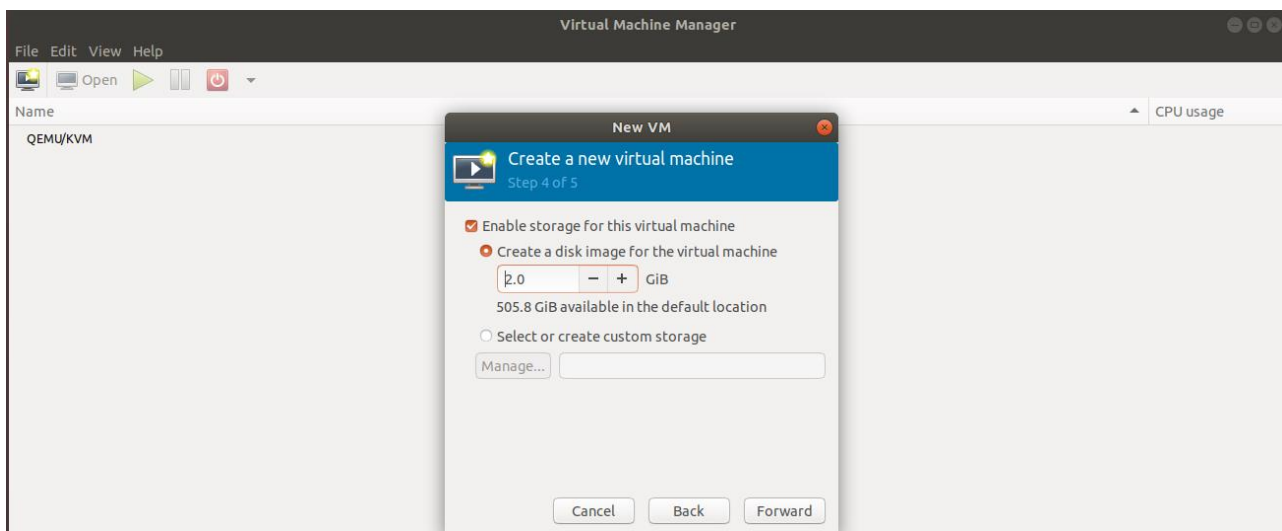 Virtual Machine Manager
File Edit View Help
Open
Name CPU usage
QEMU/KVM
New VM
Create a new virtual machine
Step 4 of 5
Enable storage for this virtual machine
Create a disk image for the virtual machine
2.0 − + GiB
505.8 GiB available in the default location
Select or create custom storage
Manage...
Cancel Back Forward